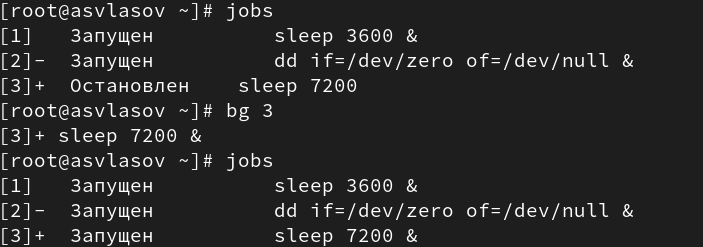 [root@asvlasov ~]# jobs
[1]   Запущен          sleep 3600 &
[2]-  Запущен          dd if=/dev/zero of=/dev/null &
[3]+  Остановлен    sleep 7200
[root@asvlasov ~]# bg 3
[3]+ sleep 7200 &
[root@asvlasov ~]# jobs
[1]   Запущен          sleep 3600 &
[2]-  Запущен          dd if=/dev/zero of=/dev/null &
[3]+  Запущен          sleep 7200 &